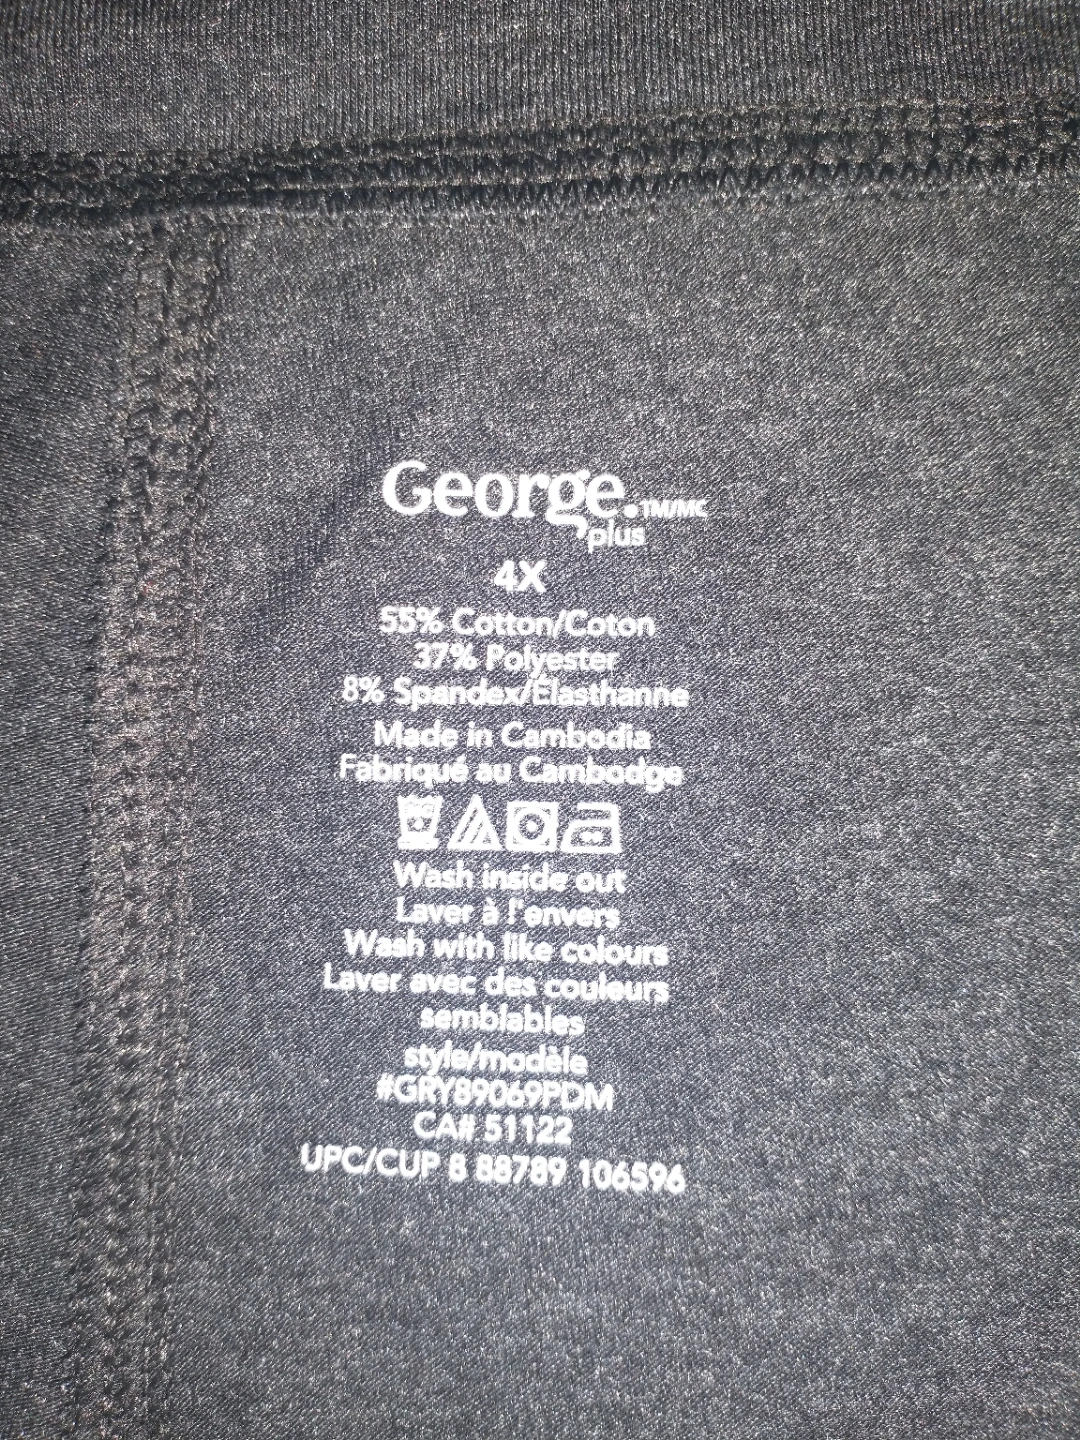 George.TM/MC
plus
4X
55% Cotton/Coton
37% Polyester
8% Spandex/Élasthanne
Made in Cambodia
Fabriqué au Cambodge
Wash inside out
Laver à l'envers
Wash with like colours
Laver avec des couleurs
semblables
style/modèle
#GRY89069PDM
CA# 51122
UPC/CUP 8 88789 106596